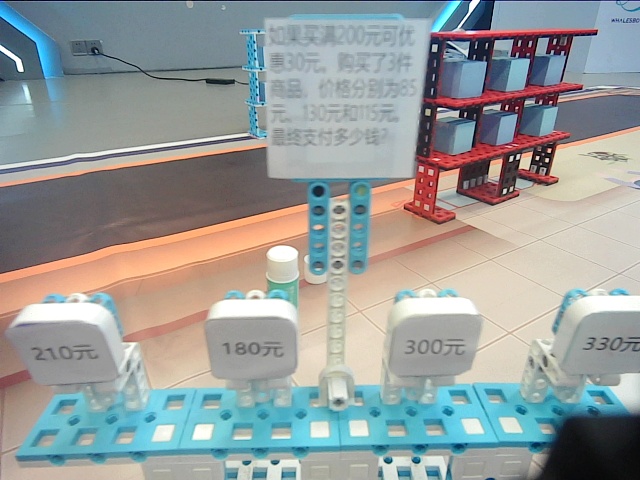 如果买满200元可优
惠30元。购买了3件
商品，价格分别为85
元、130元和115元。
最终支付多少钱?
210元
180元
300元
330元
WHALESBO